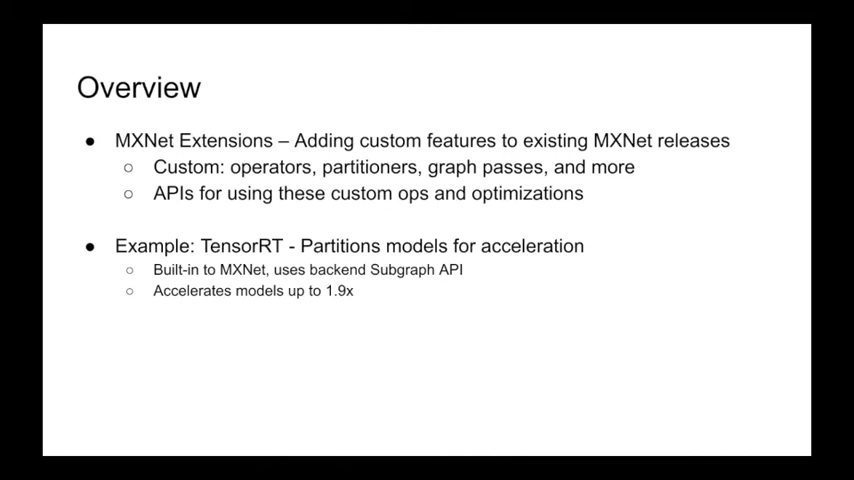 Overview
● MXNet Extensions – Adding custom features to existing MXNet releases
○ Custom: operators, partitioners, graph passes, and more
○ APIs for using these custom ops and optimizations
● Example: TensorRT - Partitions models for acceleration
○ Built-in to MXNet, uses backend Subgraph API
○ Accelerates models up to 1.9x